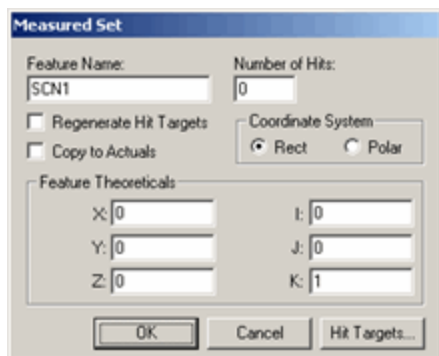 Measured Set
Feature Name: Number of Hits:
SCN1 0
Regenerate Hit Targets
Copy to Actuals
Coordinate System
Rect Polar
Feature Theoreticals
X: 0 I: 0
Y: 0 J: 0
Z: 0 K: 1
OK Cancel Hit Targets...